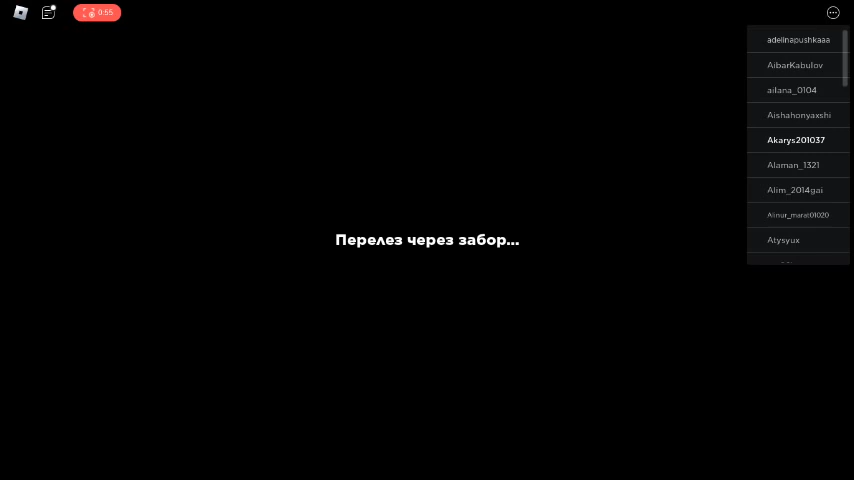 0:55
adelinapushkaaa
AibarKabulov
ailana_0104
Aishahonyaxshi
Akarys201037
Alaman_1321
Alim_2014gai
Alinur_marat01020
Atysyux
Перелез через забор...